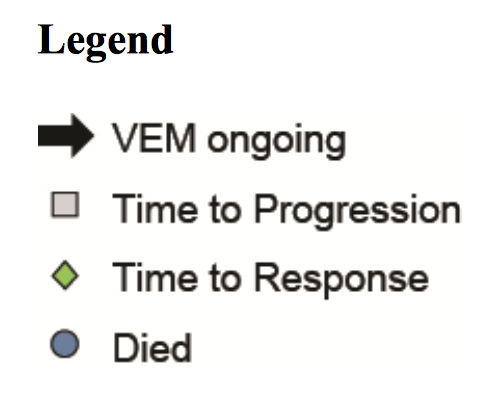 Legend
VEM ongoing
Time to Progression
Time to Response
Died